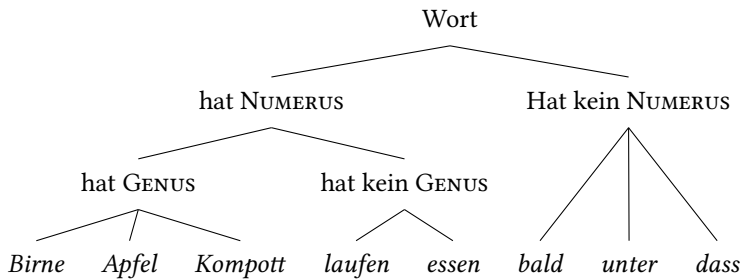 Wort
hat NUMERUS Hat kein NUMERUS
hat GENUS hat kein GENUS
Birne Apfel Kompott laufen essen bald unter dass